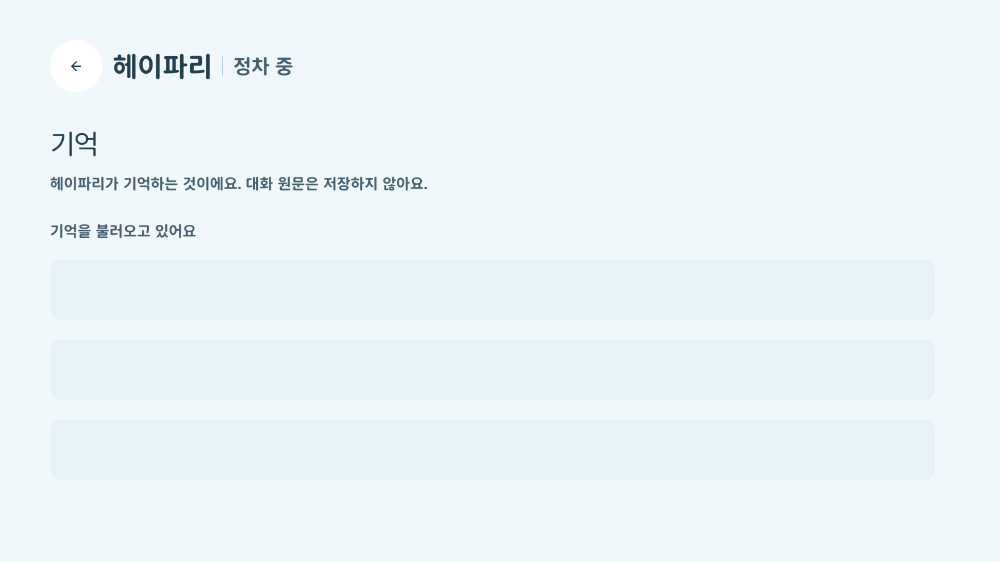 헤이파리 정차 중
기억
헤이파리가 기억하는 것이에요. 대화 원문은 저장하지 않아요.
기억을 불러오고 있어요